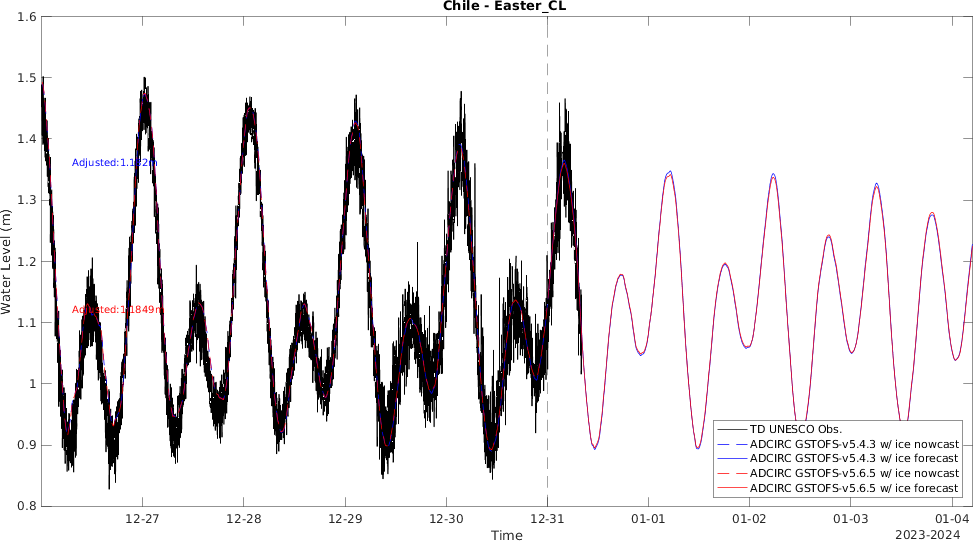 Chile - Easter_CL
1.6
1.5
1.4
1.3
1.2
1.1
1
0.9
0.8
Water Level (m)
Adjusted:1.182m
Adjusted:1.1849m
12-27
12-28
12-29
12-30
12-31
01-01
01-02
01-03
01-04
Time
2023-2024
TD UNESCO Obs.
ADCIRC GSTOFS-v5.4.3 w/ ice nowcast
ADCIRC GSTOFS-v5.4.3 w/ ice forecast
ADCIRC GSTOFS-v5.6.5 w/ ice nowcast
ADCIRC GSTOFS-v5.6.5 w/ ice forecast